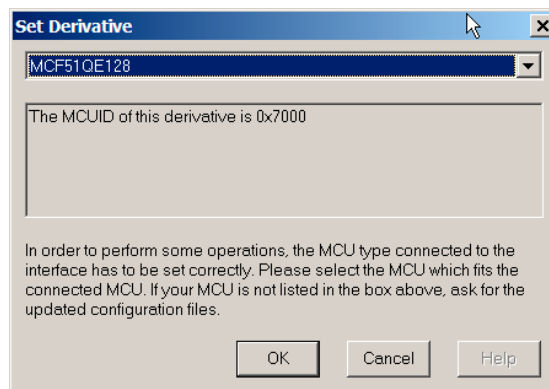 Set Derivative
MCF51QE128
The MCUID of this derivative is 0x7000
In order to perform some operations, the MCU type connected to the
interface has to be set correctly. Please select the MCU which fits the
connected MCU. If your MCU is not listed in the box above, ask for the
updated configuration files.
OK Cancel Help